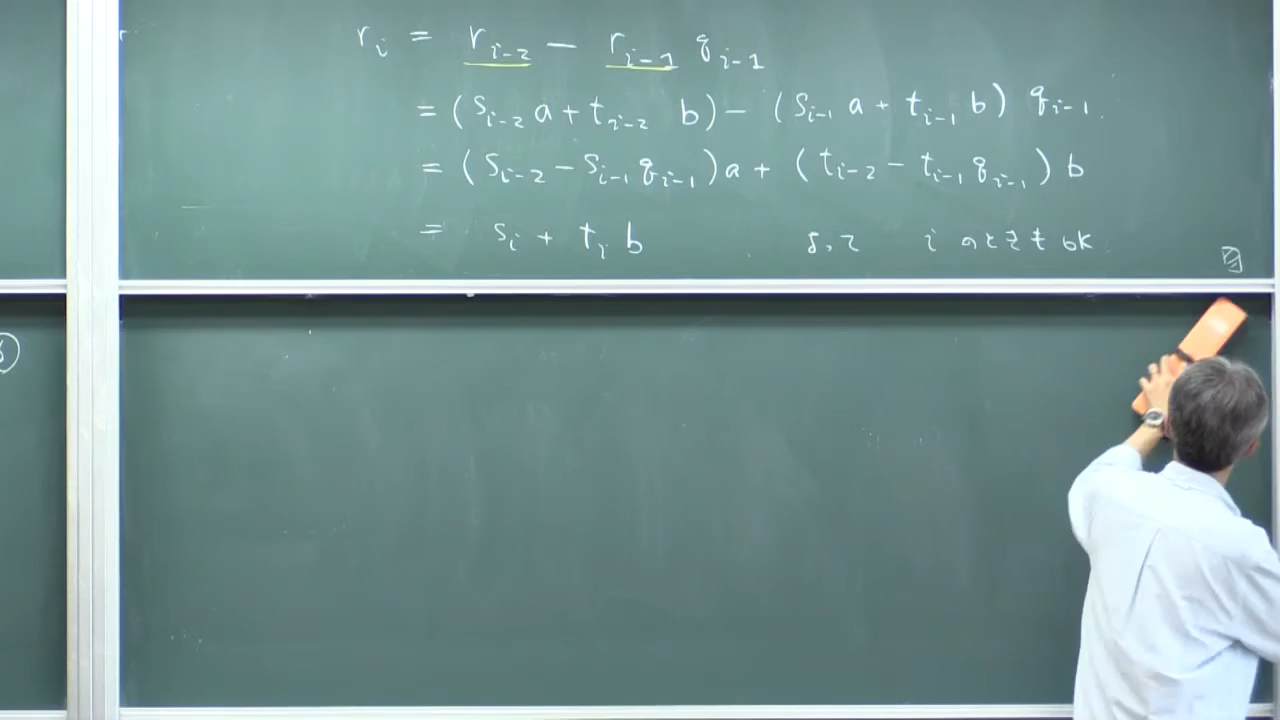 r_i = r_{i-2} - r_{i-1} q_{i-1}
= (s_{i-2} a + t_{i-2} b) - (s_{i-1} a + t_{i-1} b) q_{i-1}.
= (s_{i-2} - s_{i-1} q_{i-1}) a + (t_{i-2} - t_{i-1} q_{i-1}) b
= s_i + t_i b よって i のときも OK